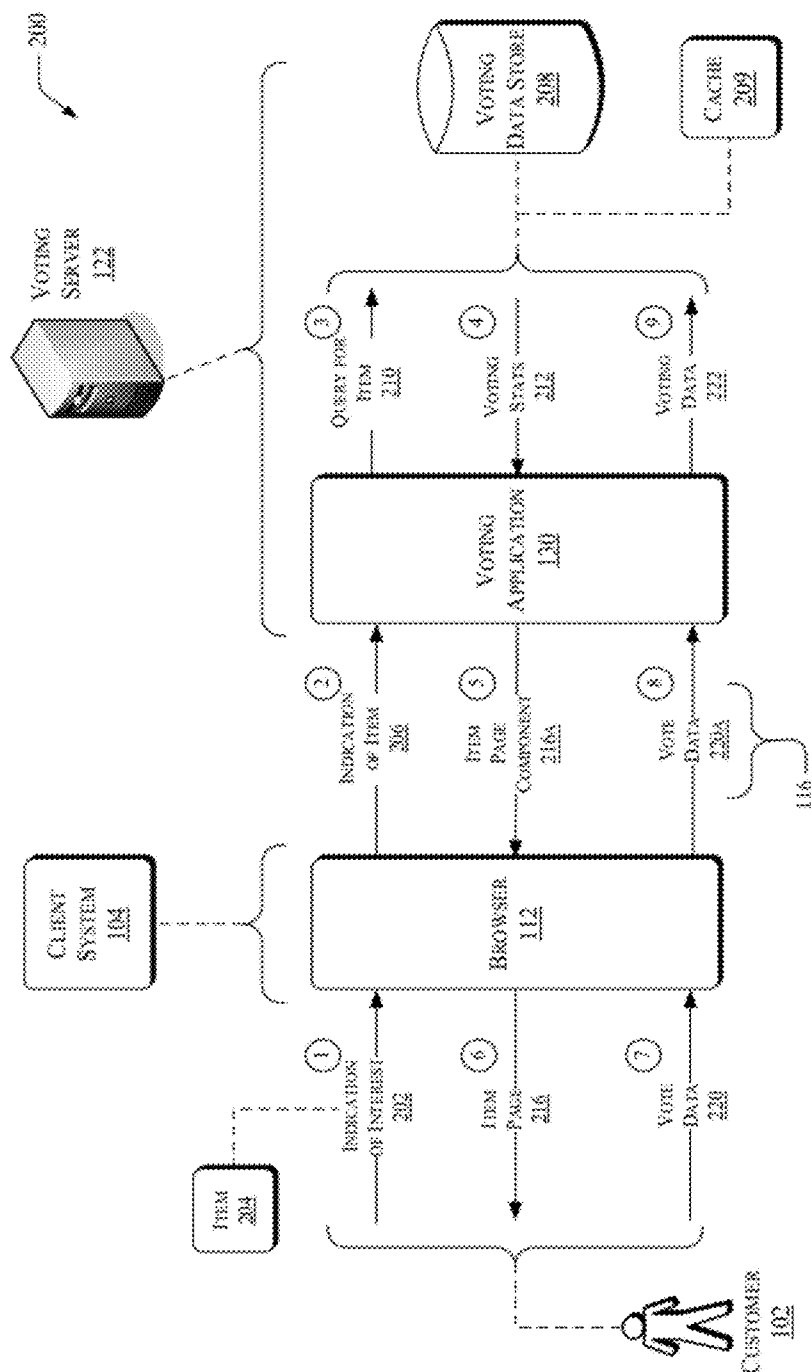 200
VOTING
SERVER
122
CLIENT
SYSTEM
104
ITEM
204
1
INDICATION
OF INTEREST
202
2
INDICATION
OF ITEM
206
3
QUERY FOR
ITEM
210
4
VOTING
STATS
212
5
ITEM
PAGE
COMPONENT
216A
6
ITEM
PAGE
216
7
VOTE
DATA
220
8
VOTE
DATA
220A
9
VOTING
DATA
222
BROWSER
112
VOTING
APPLICATION
130
VOTING
DATA STORE
208
CACHE
209
CUSTOMER
102
116